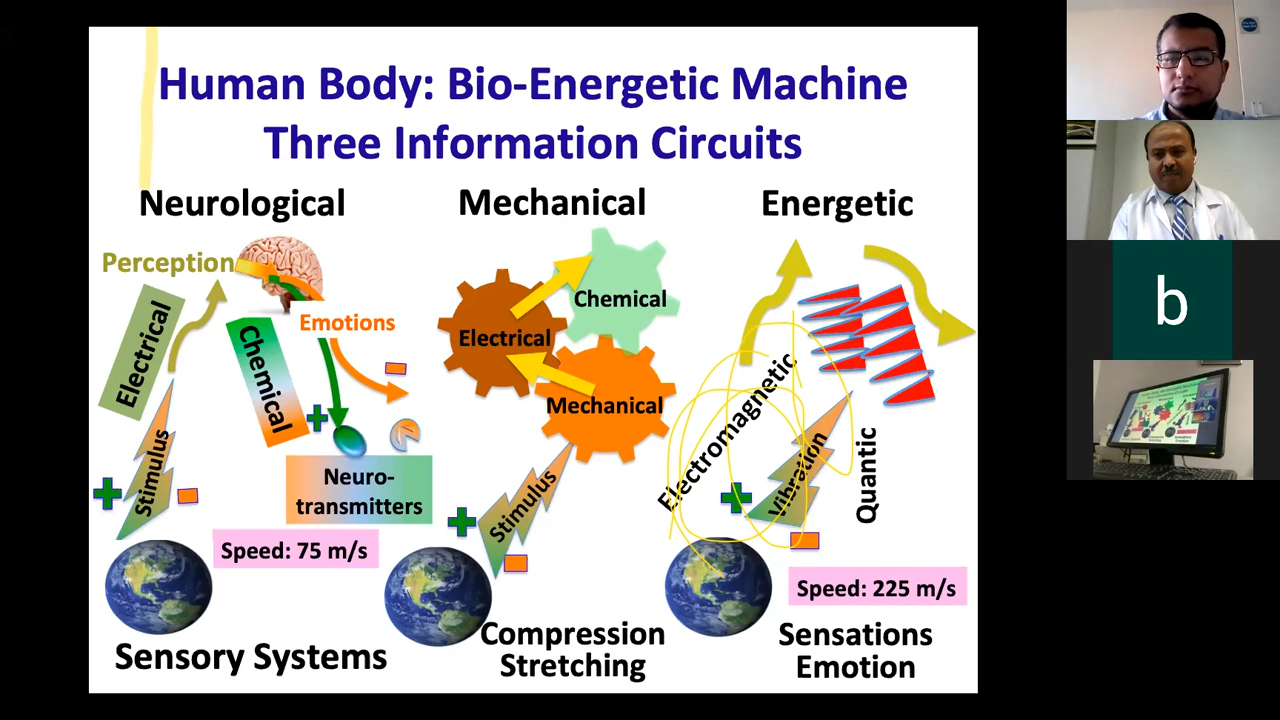 Human Body: Bio-Energetic Machine
Three Information Circuits
Neurological
Mechanical
Energetic
Perception
Electrical
Stimulus
Chemical
Emotions
Neuro-
transmitters
Speed: 75 m/s
Sensory Systems
Electrical
Chemical
Mechanical
Stimulus
Compression
Stretching
Electromagnetic
Vibration
Quantic
Speed: 225 m/s
Sensations
Emotion
b